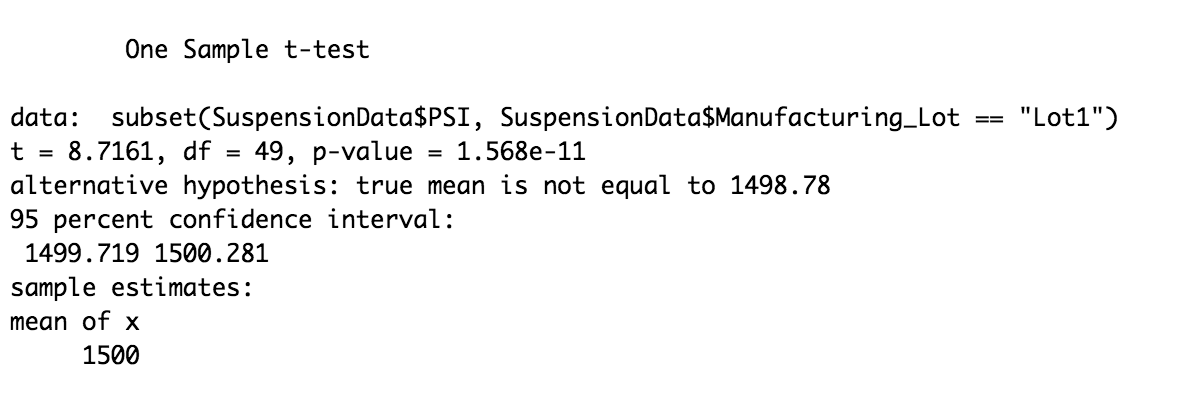 One Sample t-test
data:  subset(SuspensionData$PSI, SuspensionData$Manufacturing_Lot == "Lot1")
t = 8.7161, df = 49, p-value = 1.568e-11
alternative hypothesis: true mean is not equal to 1498.78
95 percent confidence interval:
1499.719 1500.281
sample estimates:
mean of x
1500